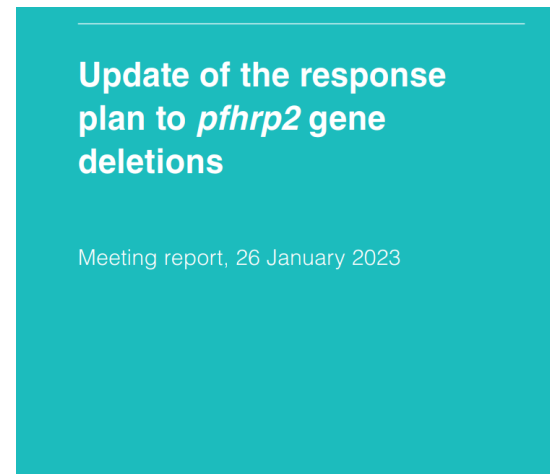 Update of the response
plan to pfhrp2 gene
deletions
Meeting report, 26 January 2023